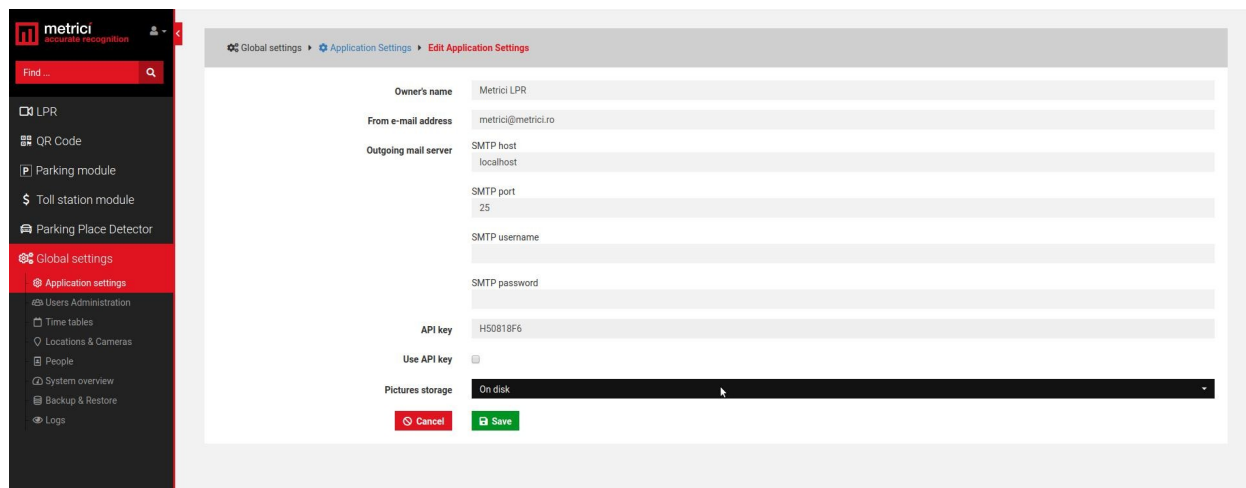 metrici
accurate recognition
Find ...
LPR
QR Code
P Parking module
$ Toll station module
Parking Place Detector
Global settings
Application settings
Users Administration
Time tables
Locations & Cameras
People
System overview
Backup & Restore
Logs
Global settings Application Settings Edit Application Settings
Owner's name Metrici LPR
From e-mail address metrici@metrici.ro
Outgoing mail server SMTP host
localhost
SMTP port
25
SMTP username
SMTP password
API key H50818F6
Use API key
Pictures storage On disk
Cancel Save